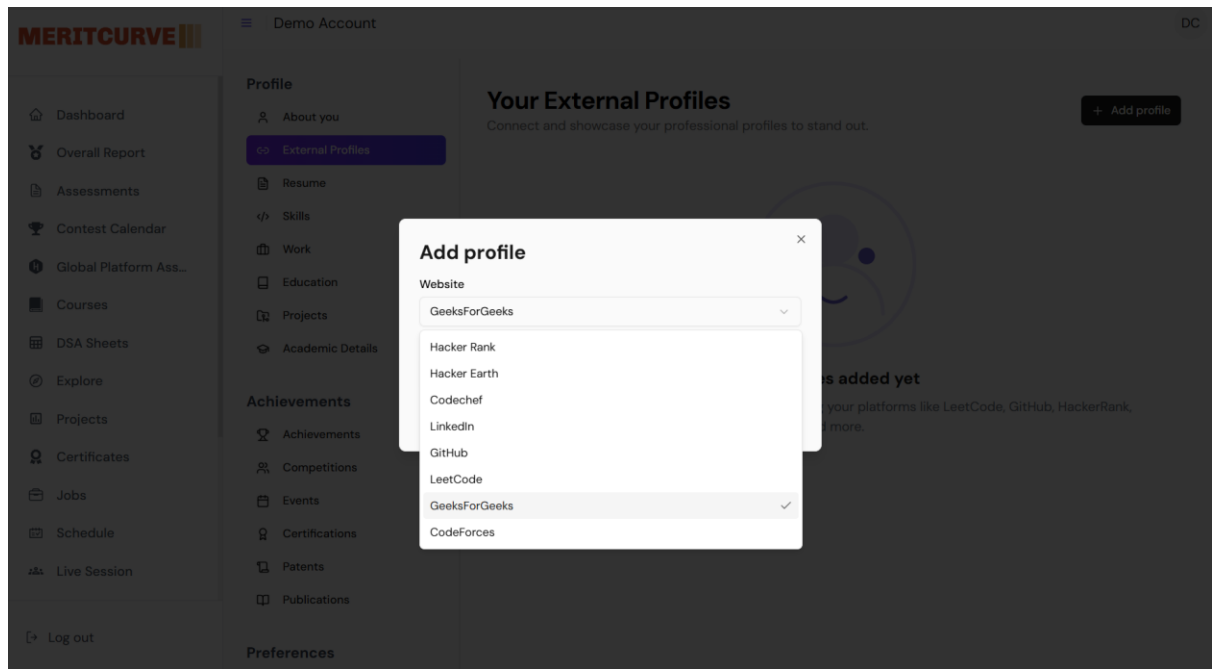 MERITCURVE
Demo Account
DC
Dashboard
Overall Report
Assessments
Contest Calendar
Global Platform Ass...
Courses
DSA Sheets
Explore
Projects
Certificates
Jobs
Schedule
Live Session
Log out
Profile
About you
External Profiles
Resume
Skills
Work
Education
Projects
Academic Details
Achievements
Achievements
Competitions
Events
Certifications
Patents
Publications
Preferences
Your External Profiles
Connect and showcase your professional profiles to stand out.
+ Add profile
Add profile
Website
GeeksForGeeks
Hacker Rank
Hacker Earth
Codechef
LinkedIn
GitHub
LeetCode
GeeksForGeeks
CodeForces
added yet
your platforms like LeetCode, GitHub, HackerRank,
more.